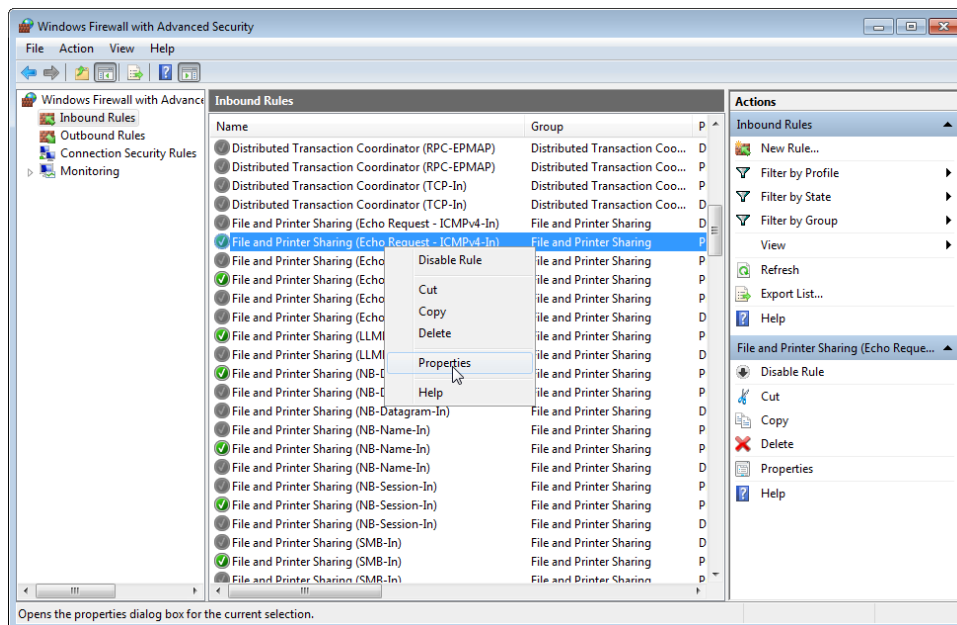 Windows Firewall with Advanced Security
File Action View Help
Windows Firewall with Advance
Inbound Rules
Outbound Rules
Connection Security Rules
Monitoring
Inbound Rules
Name Group P
Distributed Transaction Coordinator (RPC-EPMAP) Distributed Transaction Coo... D
Distributed Transaction Coordinator (RPC-EPMAP) Distributed Transaction Coo... P
Distributed Transaction Coordinator (TCP-In) Distributed Transaction Coo... P
Distributed Transaction Coordinator (TCP-In) Distributed Transaction Coo... D
File and Printer Sharing (Echo Request - ICMPv4-In) File and Printer Sharing D
File and Printer Sharing (Echo Request - ICMPv4-In) File and Printer Sharing P
File and Printer Sharing (Echo File and Printer Sharing P
File and Printer Sharing (Echo File and Printer Sharing P
File and Printer Sharing (Echo File and Printer Sharing P
File and Printer Sharing (Echo File and Printer Sharing D
File and Printer Sharing (LLM File and Printer Sharing P
File and Printer Sharing (LLM File and Printer Sharing D
File and Printer Sharing (NB-D File and Printer Sharing P
File and Printer Sharing (NB-D File and Printer Sharing P
File and Printer Sharing (NB-Datagram-In) File and Printer Sharing D
File and Printer Sharing (NB-Name-In) File and Printer Sharing P
File and Printer Sharing (NB-Name-In) File and Printer Sharing P
File and Printer Sharing (NB-Name-In) File and Printer Sharing D
File and Printer Sharing (NB-Session-In) File and Printer Sharing P
File and Printer Sharing (NB-Session-In) File and Printer Sharing P
File and Printer Sharing (NB-Session-In) File and Printer Sharing D
File and Printer Sharing (SMB-In) File and Printer Sharing D
File and Printer Sharing (SMB-In) File and Printer Sharing P
File and Printer Sharing (SMB-In) File and Printer Sharing P
Disable Rule
Cut
Copy
Delete
Properties
Help
Actions
Inbound Rules
New Rule...
Filter by Profile
Filter by State
Filter by Group
View
Refresh
Export List...
Help
File and Printer Sharing (Echo Reque...
Disable Rule
Cut
Copy
Delete
Properties
Help
Opens the properties dialog box for the current selection.